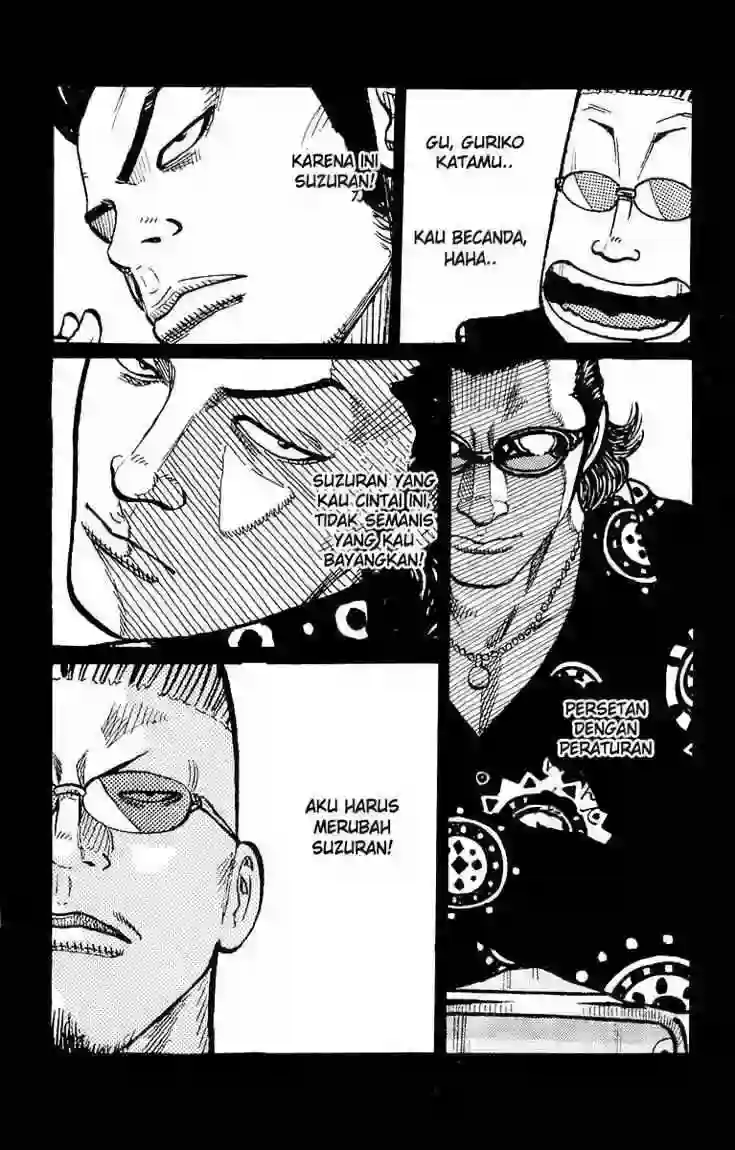 GU, GURIKO
KATAMU..
KAU BECANDA,
HAHA..
KARENA INI
SUZURAN!
PERSETAN
DENGAN
PERATURAN
SUZURAN YANG
KAU CINTAI INI,
TIDAK SEMANIS
YANG KAU
BAYANGKAN!
AKU HARUS
MERUBAH
SUZURAN!